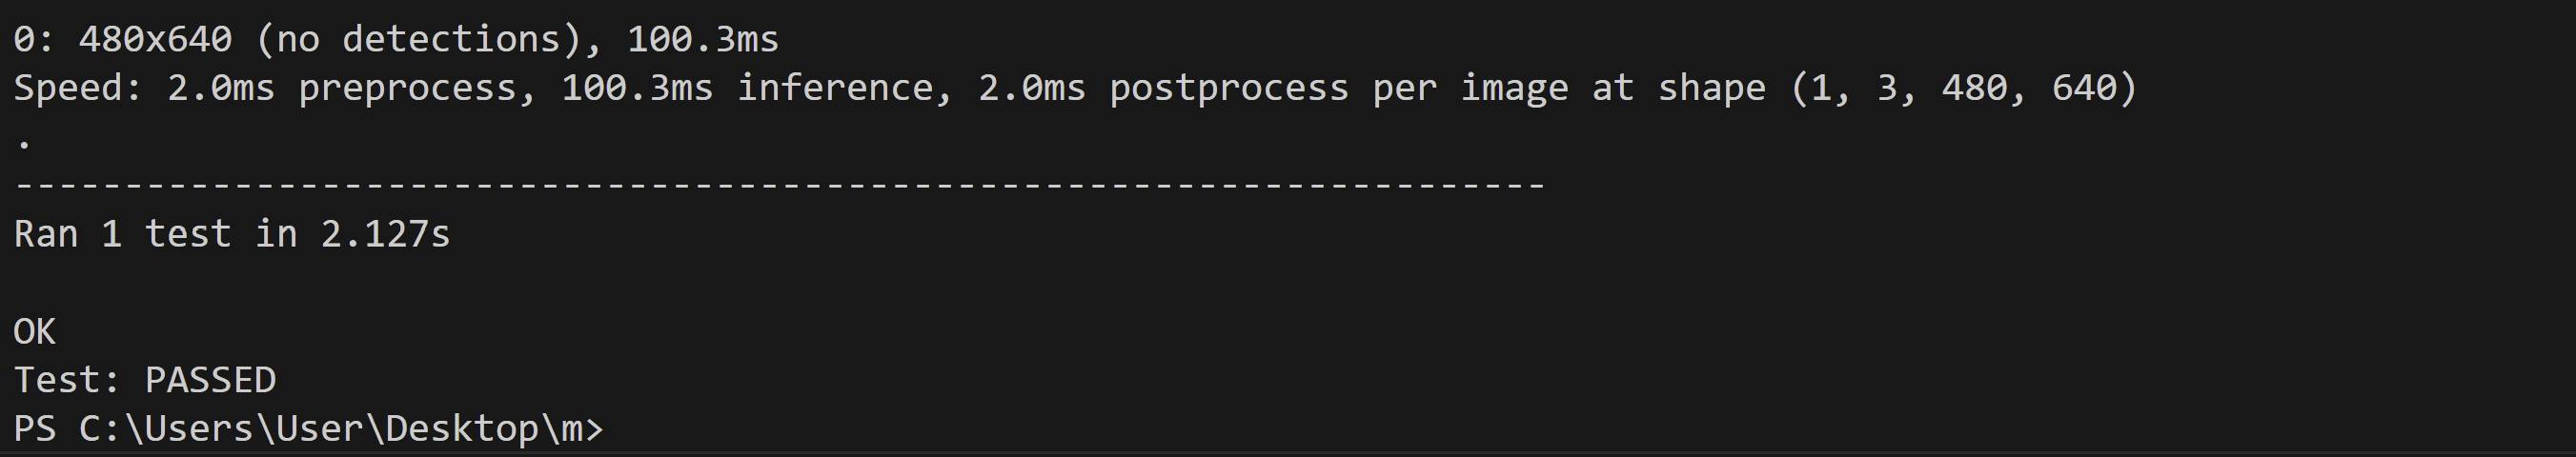 0: 480x640 (no detections), 100.3ms
Speed: 2.0ms preprocess, 100.3ms inference, 2.0ms postprocess per image at shape (1, 3, 480, 640)
.
----------------------------------------------------------------------
Ran 1 test in 2.127s
OK
Test: PASSED
PS C:\Users\User\Desktop\m>